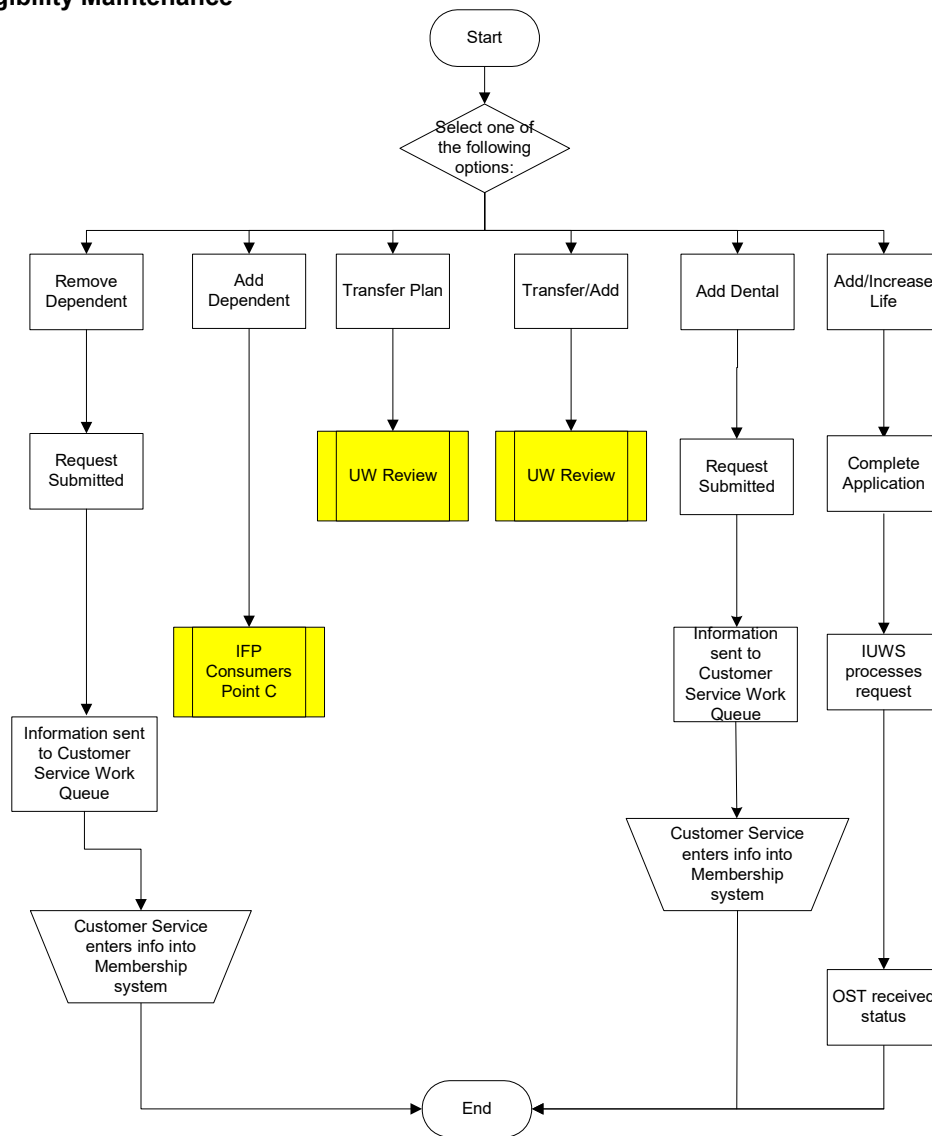 Maintenance
Start
Select one of
the following
options:
Remove
Dependent
Add
Dependent
Transfer Plan
Transfer/Add
Add Dental
Add/Increase
Life
Request
Submitted
UW Review
UW Review
Request
Submitted
Complete
Application
IFP
Consumers
Point C
Information
sent to
Customer
Service Work
Queue
IUWS
processes
request
Information sent
to Customer
Service Work
Queue
Customer Service
enters info into
Membership
system
Customer Service
enters info into
Membership
system
OST received
status
End